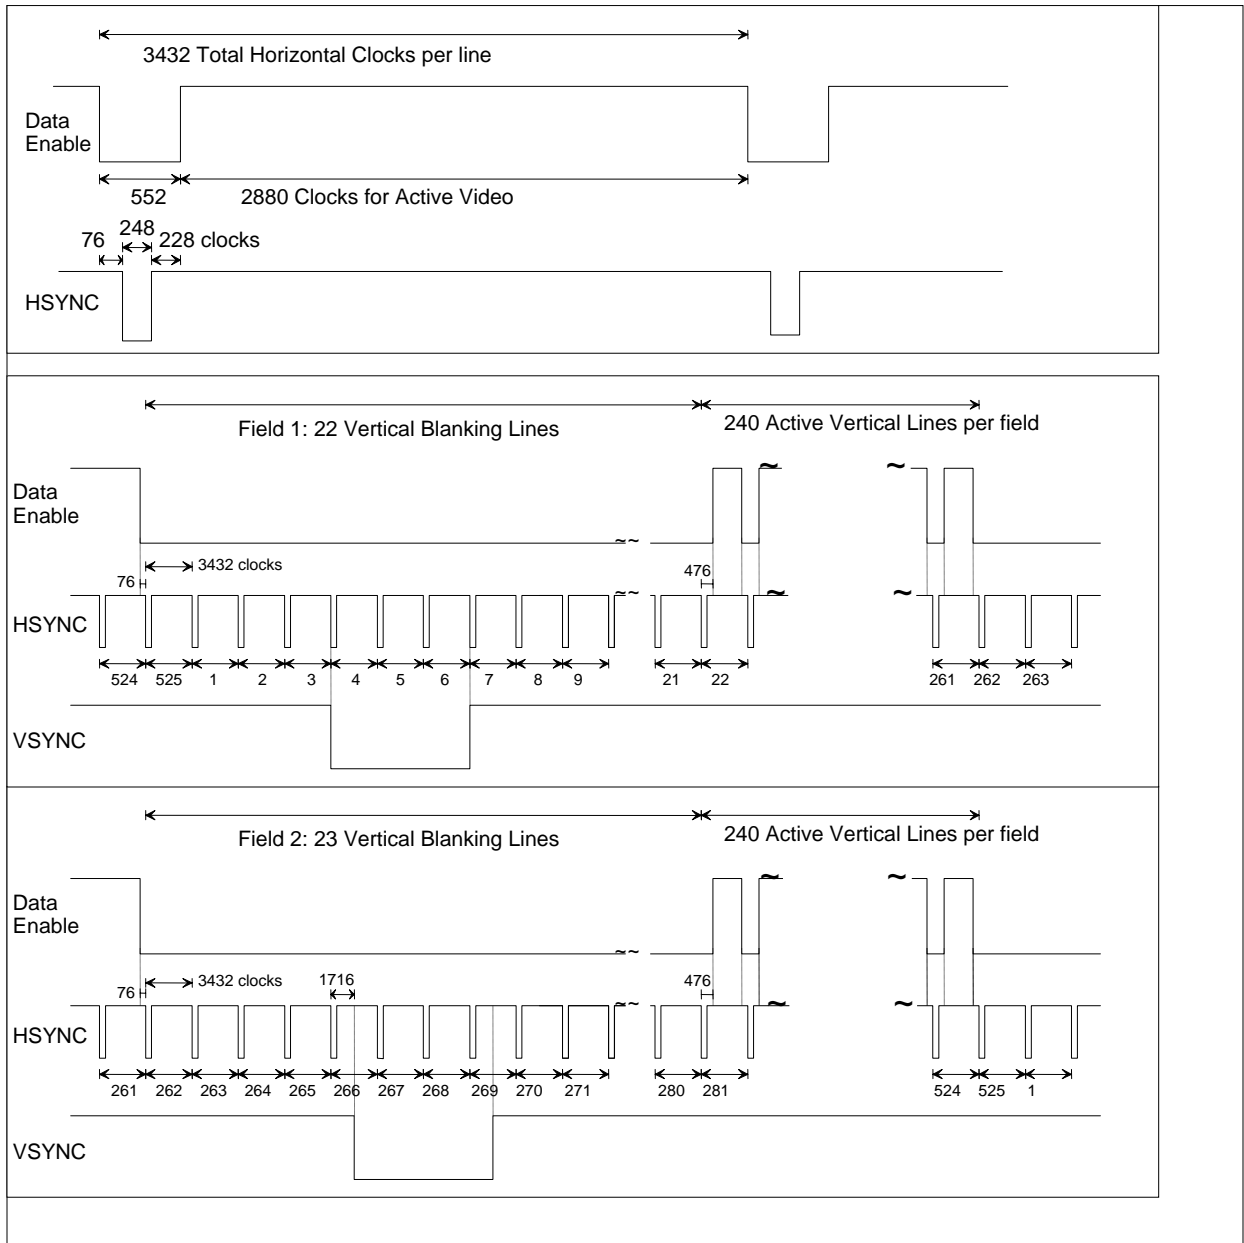 3432 Total Horizontal Clocks per line
Data
Enable
552
2880 Clocks for Active Video
248
76
228 clocks
HSYNC
Field 1: 22 Vertical Blanking Lines
240 Active Vertical Lines per field
~
~
Data
Enable
~~
3432 clocks
76
476
~~
~
~
HSYNC
524 525 1 2 3 4 5 6 7 8 9 21 22 261 262 263
VSYNC
Field 2: 23 Vertical Blanking Lines
240 Active Vertical Lines per field
~
~
Data
Enable
~~
3432 clocks
1716
76
476
~~
~
~
HSYNC
261 262 263 264 265 266 267 268 269 270 271 280 281 524 525 1
VSYNC